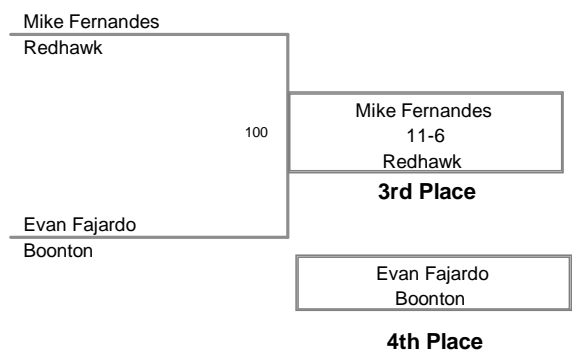 Mike Fernandes
Redhawk
100
Mike Fernandes
11-6
Redhawk
3rd Place
Evan Fajardo
Boonton
Evan Fajardo
Boonton
4th Place